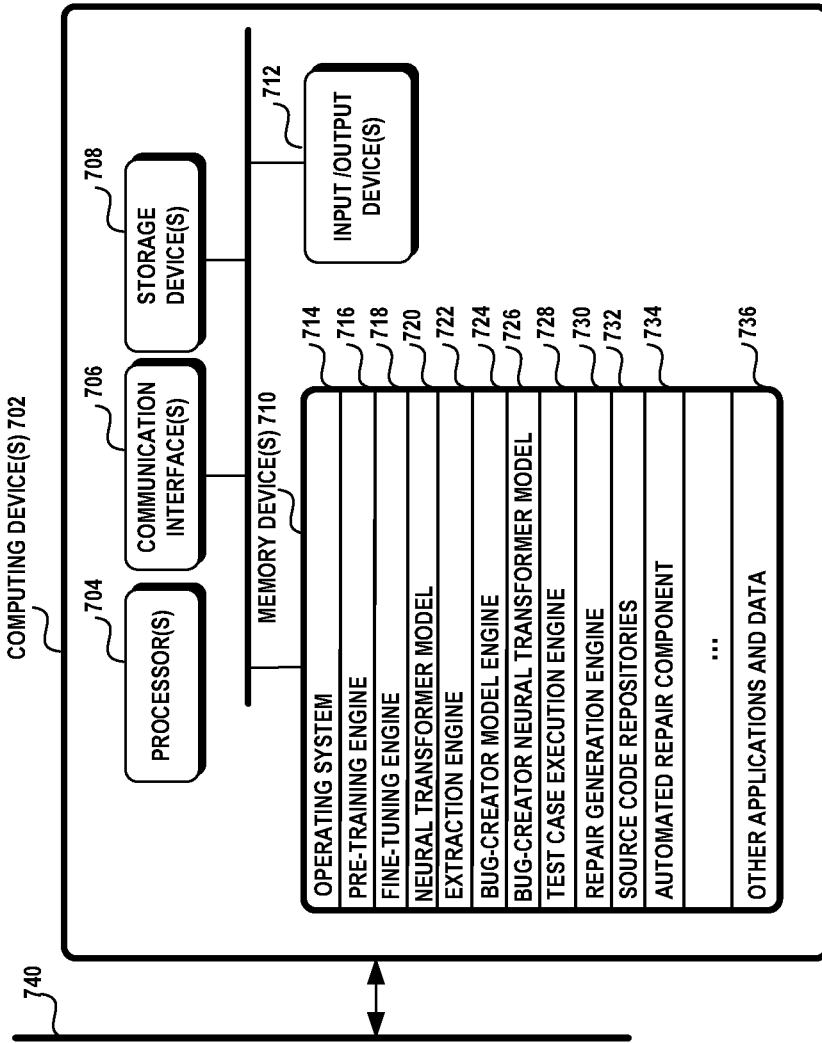 COMPUTING DEVICE(S) 702
704
PROCESSOR(S)
706
COMMUNICATION
INTERFACE(S)
708
STORAGE
DEVICE(S)
712
INPUT /OUTPUT
DEVICE(S)
MEMORY DEVICE(S) 710
OPERATING SYSTEM
714
PRE-TRAINING ENGINE
716
FINE-TUNING ENGINE
718
NEURAL TRANSFORMER MODEL
720
EXTRACTION ENGINE
722
BUG-CREATOR MODEL ENGINE
724
BUG-CREATOR NEURAL TRANSFORMER MODEL
726
TEST CASE EXECUTION ENGINE
728
REPAIR GENERATION ENGINE
730
SOURCE CODE REPOSITORIES
732
AUTOMATED REPAIR COMPONENT
734
...
OTHER APPLICATIONS AND DATA
736
740